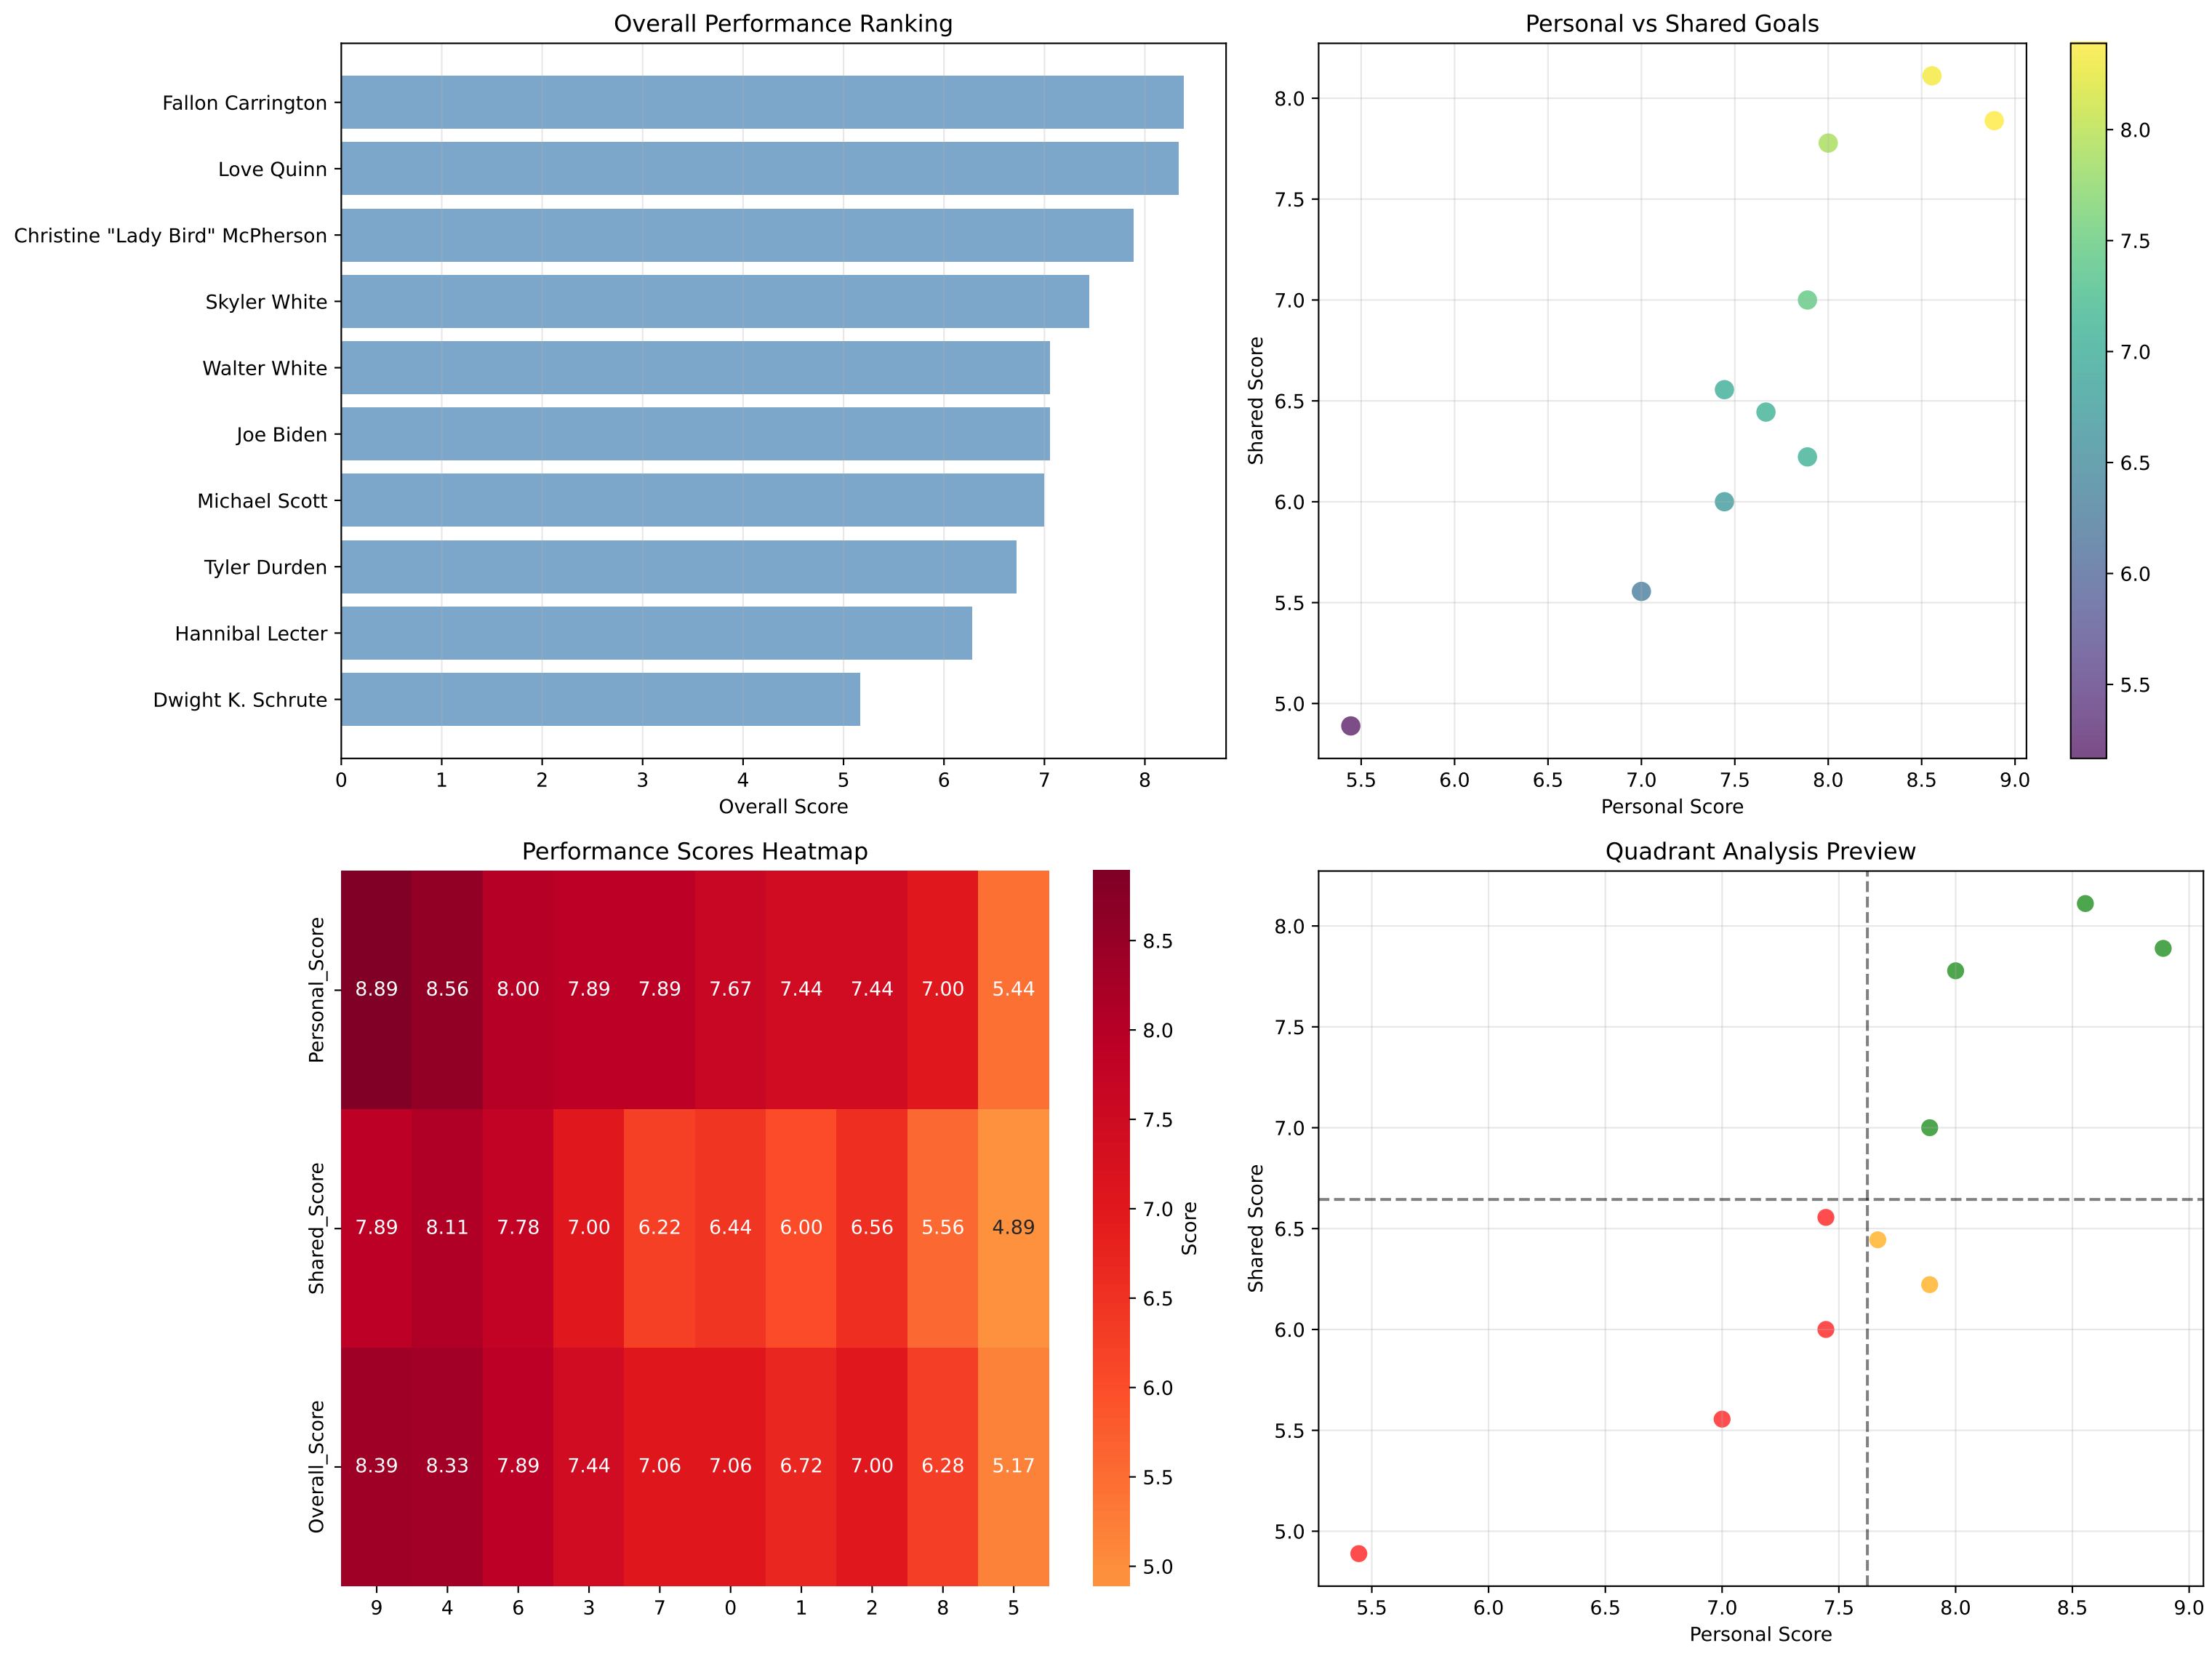 Overall Performance Ranking
Fallon Carrington
Love Quinn
Christine "Lady Bird" McPherson
Skyler White
Walter White
Joe Biden
Michael Scott
Tyler Durden
Hannibal Lecter
Dwight K. Schrute
0 1 2 3 4 5 6 7 8
Overall Score
Personal vs Shared Goals
Shared Score
8.0
7.5
7.0
6.5
6.0
5.5
5.0
5.5 6.0 6.5 7.0 7.5 8.0 8.5 9.0
Personal Score
8.0
7.5
7.0
6.5
6.0
5.5
Performance Scores Heatmap
Personal_Score
8.89 8.56 8.00 7.89 7.89 7.67 7.44 7.44 7.00 5.44
Shared_Score
7.89 8.11 7.78 7.00 6.22 6.44 6.00 6.56 5.56 4.89
Overall_Score
8.39 8.33 7.89 7.44 7.06 7.06 6.72 7.00 6.28 5.17
9 4 6 3 7 0 1 2 8 5
8.5
8.0
7.5
7.0
6.5
6.0
5.5
5.0
Score
Quadrant Analysis Preview
Shared Score
8.0
7.5
7.0
6.5
6.0
5.5
5.0
5.5 6.0 6.5 7.0 7.5 8.0 8.5 9.0
Personal Score